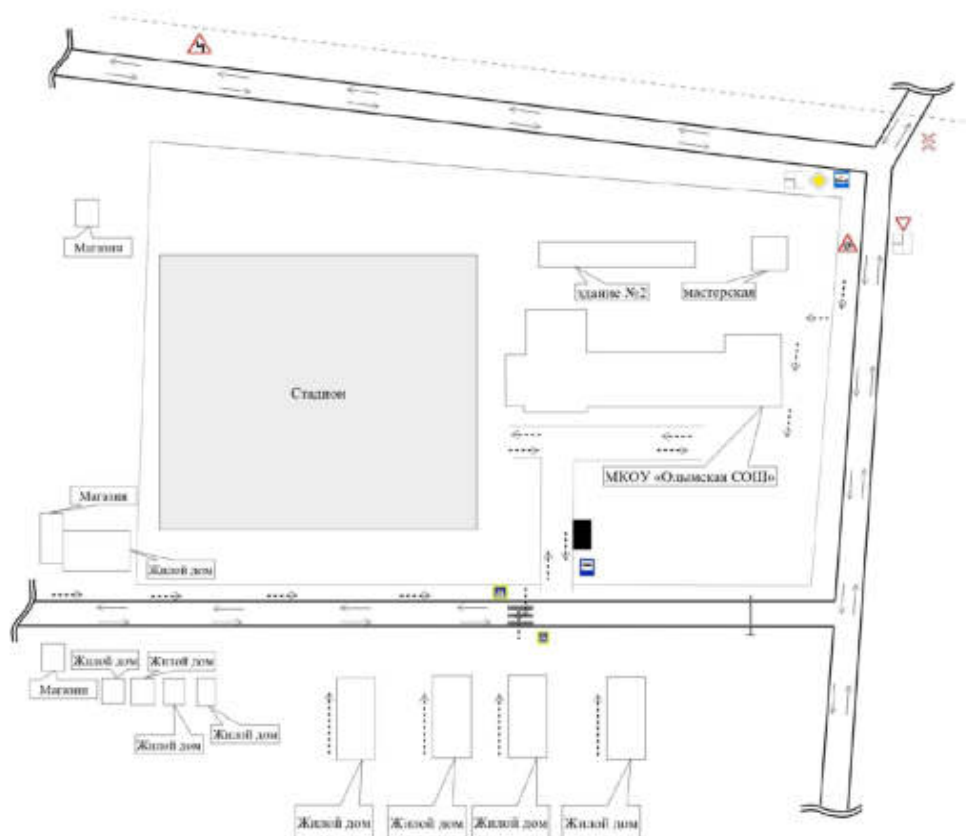 Магазин
здание №2
мастерская
Стадион
МКОУ «Олымская СОШ»
Магазин
Жилой дом
Жилой дом
Жилой дом
Магазин
Жилой дом
Жилой дом
Жилой дом
Жилой дом
Жилой дом
Жилой дом